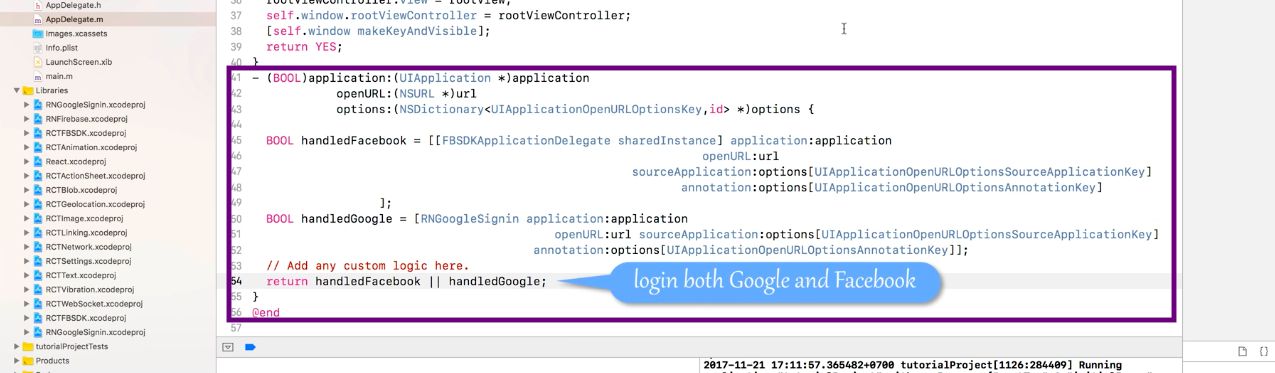 AppDelegate.h
AppDelegate.m
Images.xcassets
Info.plist
LaunchScreen.xib
main.m
Libraries
RNGoogleSignin.xcodeproj
RNFirebase.xcodeproj
RCTFBSDK.xcodeproj
RCTAnimation.xcodeproj
React.xcodeproj
RCTActionSheet.xcodeproj
RCTBlob.xcodeproj
RCTGeolocation.xcodeproj
RCTImage.xcodeproj
RCTLinking.xcodeproj
RCTNetwork.xcodeproj
RCTSettings.xcodeproj
RCTText.xcodeproj
RCTVibration.xcodeproj
RCTWebSocket.xcodeproj
RCTFBSDK.xcodeproj
RNGoogleSignin.xcodeproj
tutorialProjectTests
Products
36 rootViewController.view = rootView;
37 self.window.rootViewController = rootViewController;
38 [self.window makeKeyAndVisible];
39 return YES;
40 }
41 - (BOOL)application:(UIApplication *)application
42 openURL:(NSURL *)url
43 options:(NSDictionary<UIApplicationOpenURLOptionsKey,id> *)options {
44
45 BOOL handledFacebook = [[FBSDKApplicationDelegate sharedInstance] application:application
46 openURL:url
47 sourceApplication:options[UIApplicationOpenURLOptionsSourceApplicationKey]
48 annotation:options[UIApplicationOpenURLOptionsAnnotationKey]
49 ];
50 BOOL handledGoogle = [RNGoogleSignin application:application
51 openURL:url sourceApplication:options[UIApplicationOpenURLOptionsSourceApplicationKey]
52 annotation:options[UIApplicationOpenURLOptionsAnnotationKey]];
53 // Add any custom logic here.
54 return handledFacebook || handledGoogle;
55 }
56 @end
57
login both Google and Facebook
2017-11-21 17:11:57.365482+0700 tutorialProject[1126:284409] Running